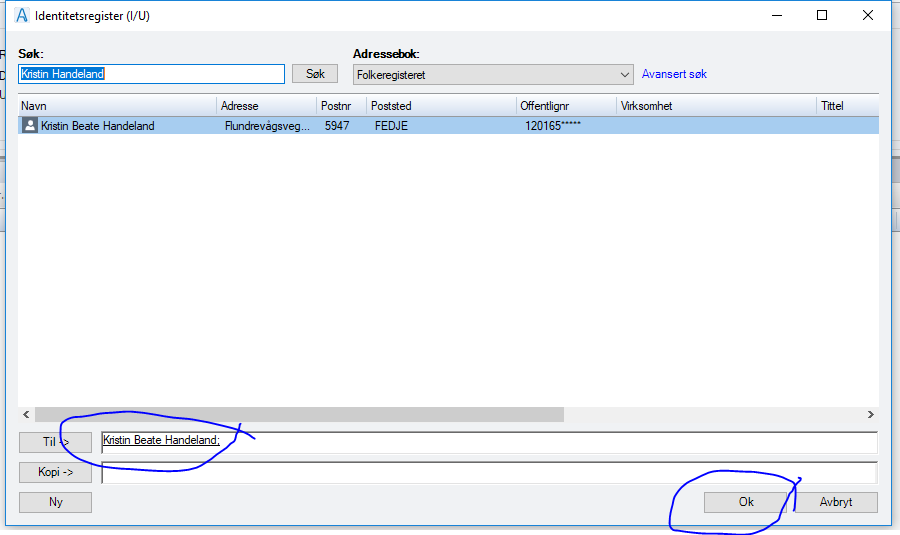 Identitetsregister (I/U)
Søk: Adressebok:
Kristin Handeland Søk Folkeregisteret Avansert søk
Navn Adresse Postnr Poststed Offentlignr Virksomhet Tittel
Kristin Beate Handeland Flundrevågsveg... 5947 FEDJE 120165*****
Til -> Kristin Beate Handeland;
Kopi ->
Ny Ok Avbryt